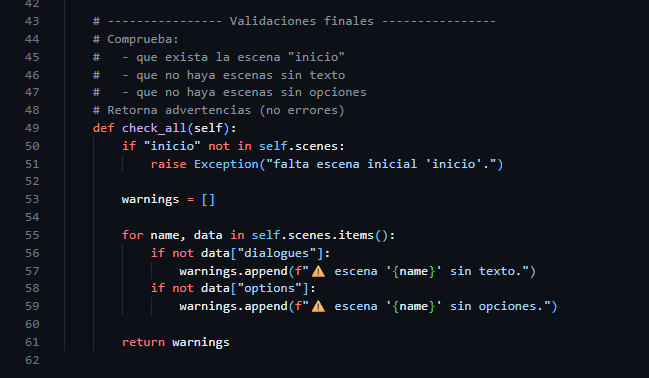 42
43 # ---------------- Validaciones finales ----------------
44 # Comprueba:
45 #   - que exista la escena "inicio"
46 #   - que no haya escenas sin texto
47 #   - que no haya escenas sin opciones
48 # Retorna advertencias (no errores)
49 def check_all(self):
50     if "inicio" not in self.scenes:
51         raise Exception("falta escena inicial 'inicio'.")
52
53     warnings = []
54
55     for name, data in self.scenes.items():
56         if not data["dialogues"]:
57             warnings.append(f"⚠️ escena '{name}' sin texto.")
58         if not data["options"]:
59             warnings.append(f"⚠️ escena '{name}' sin opciones.")
60
61     return warnings
62